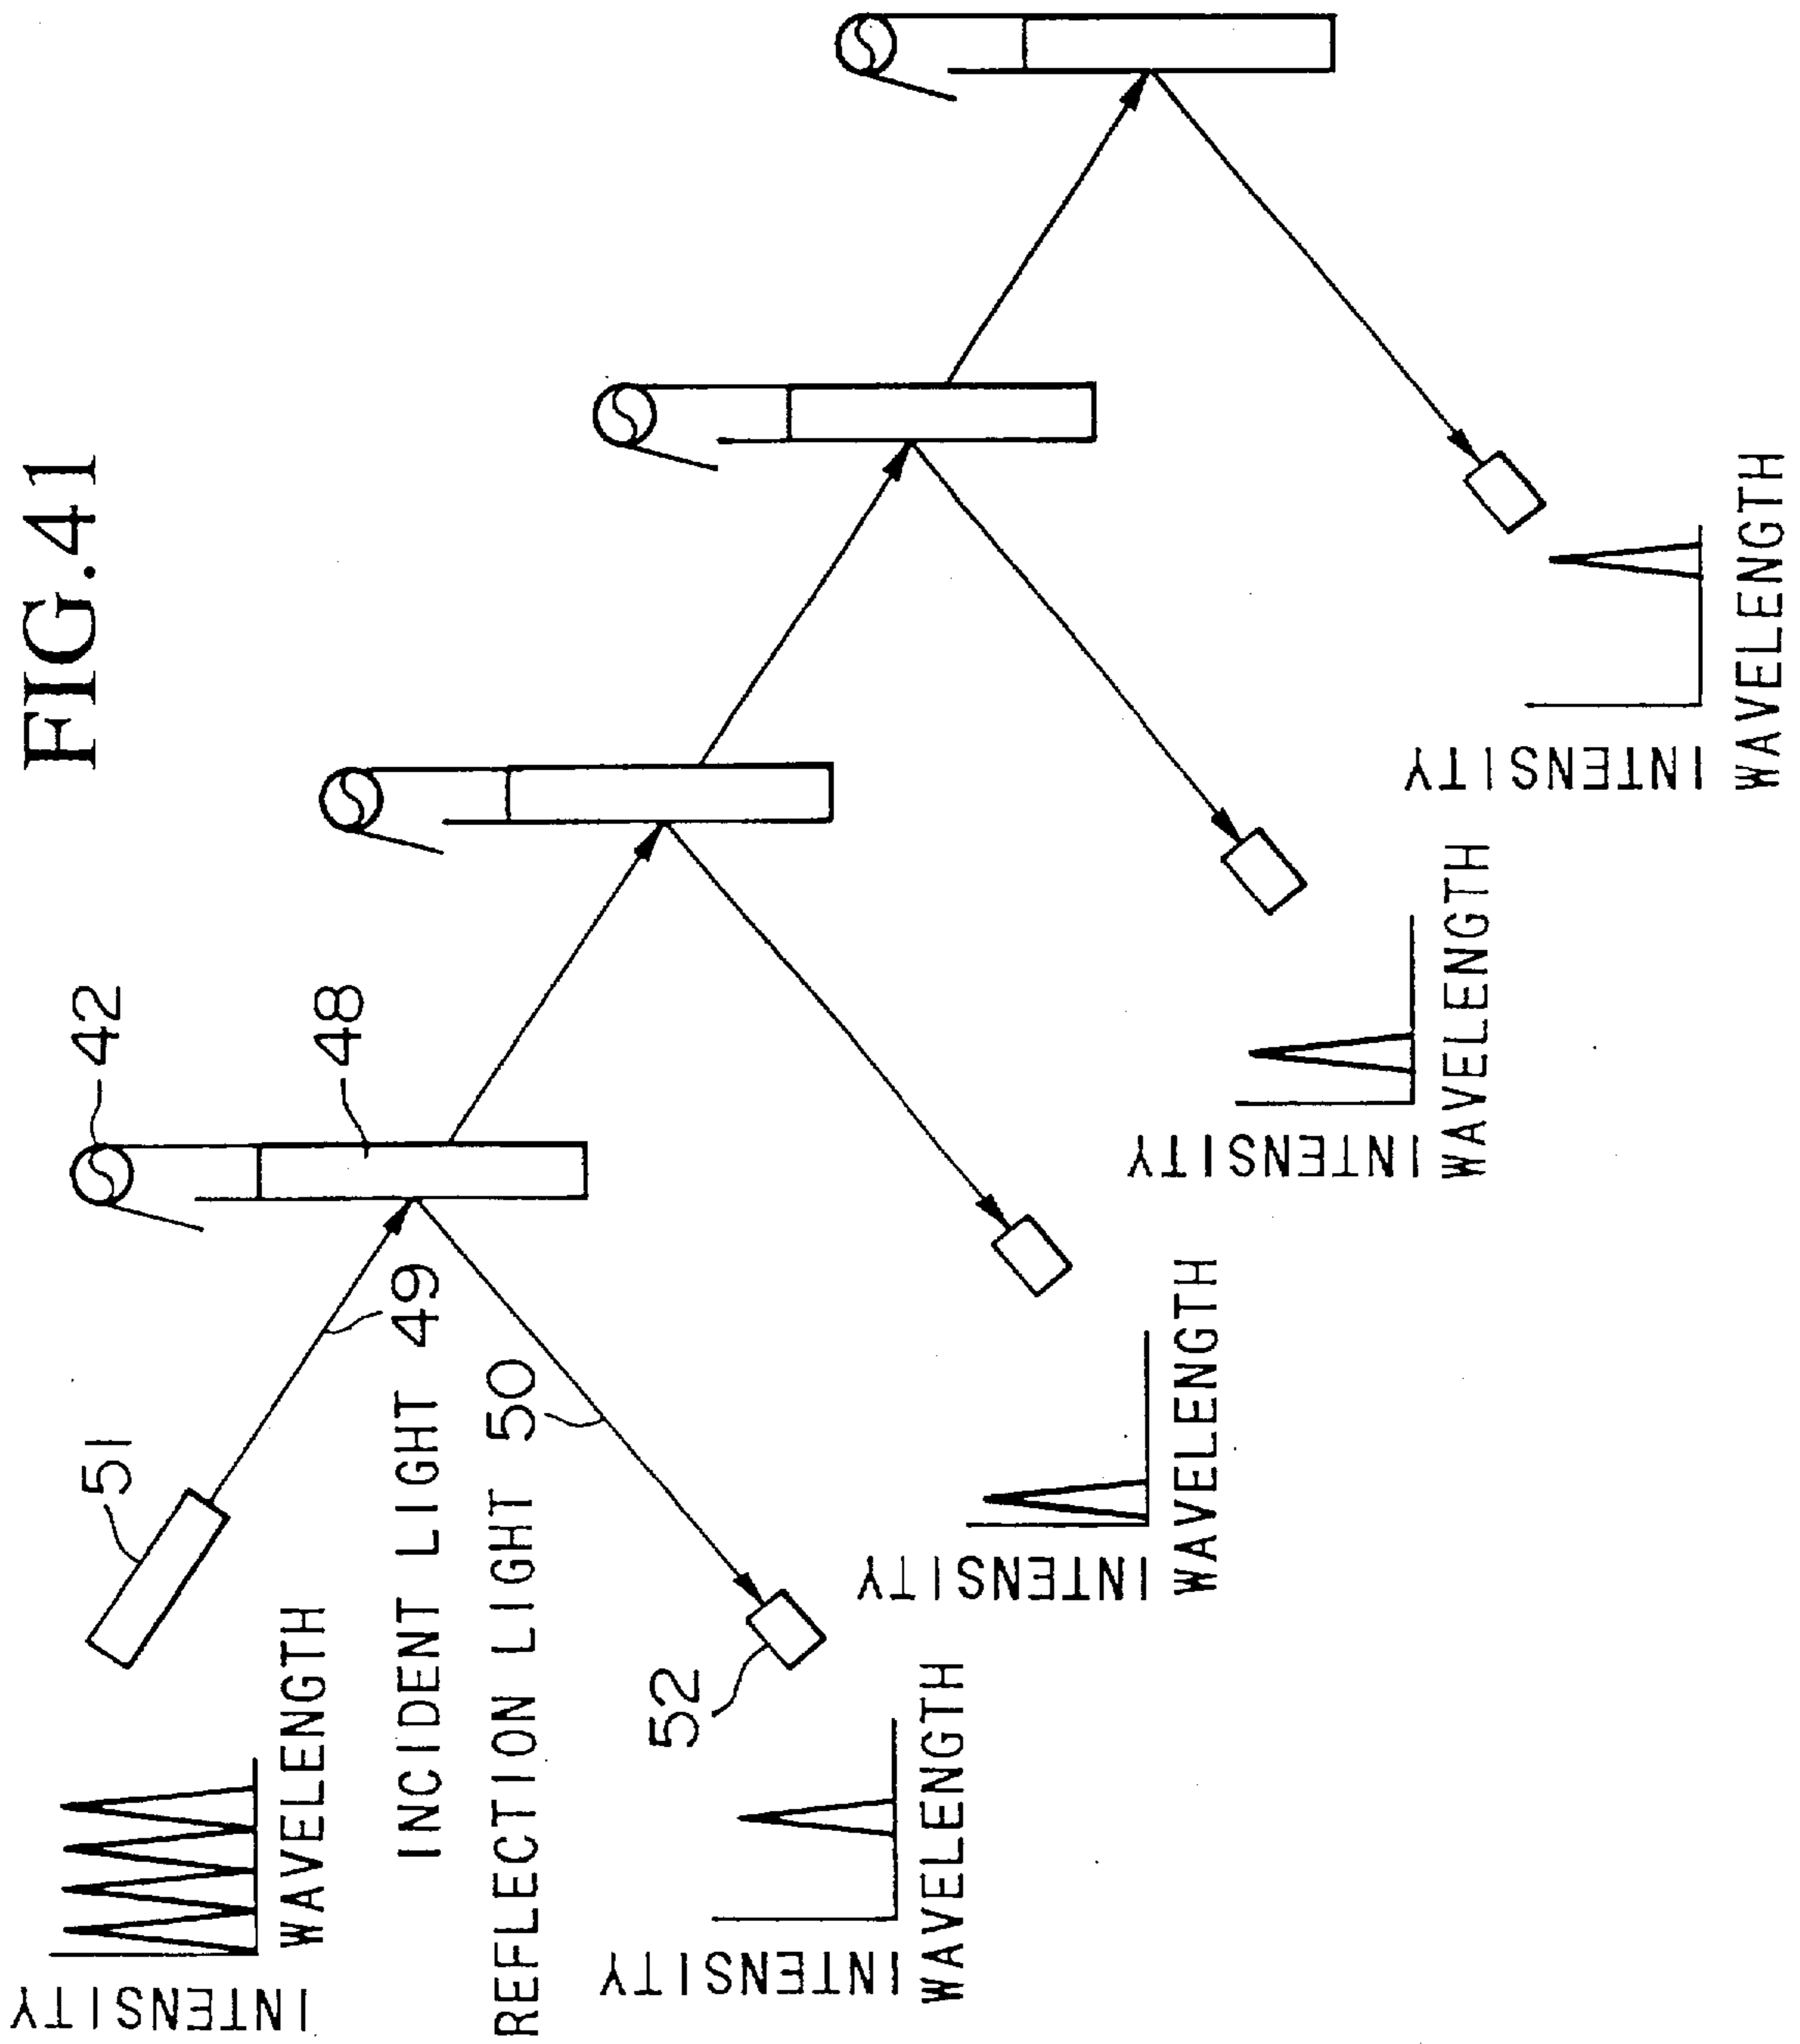 FIG.41
INTENSITY
WAVELENGTH
51
42
48
INCIDENT LIGHT 49
REFLECTION LIGHT 50
52
INTENSITY
WAVELENGTH
INTENSITY
WAVELENGTH
INTENSITY
WAVELENGTH
INTENSITY
WAVELENGTH